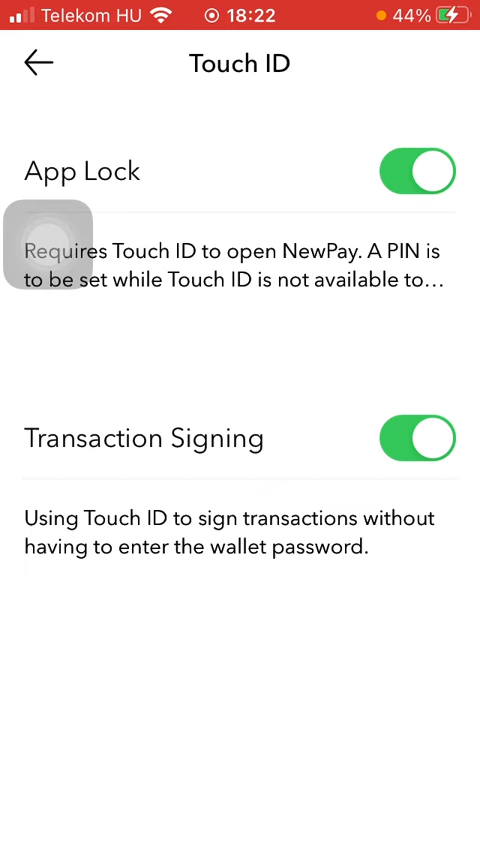 Telekom HU 18:22 44%
Touch ID
App Lock
Requires Touch ID to open NewPay. A PIN is
to be set while Touch ID is not available to…
Transaction Signing
Using Touch ID to sign transactions without
having to enter the wallet password.